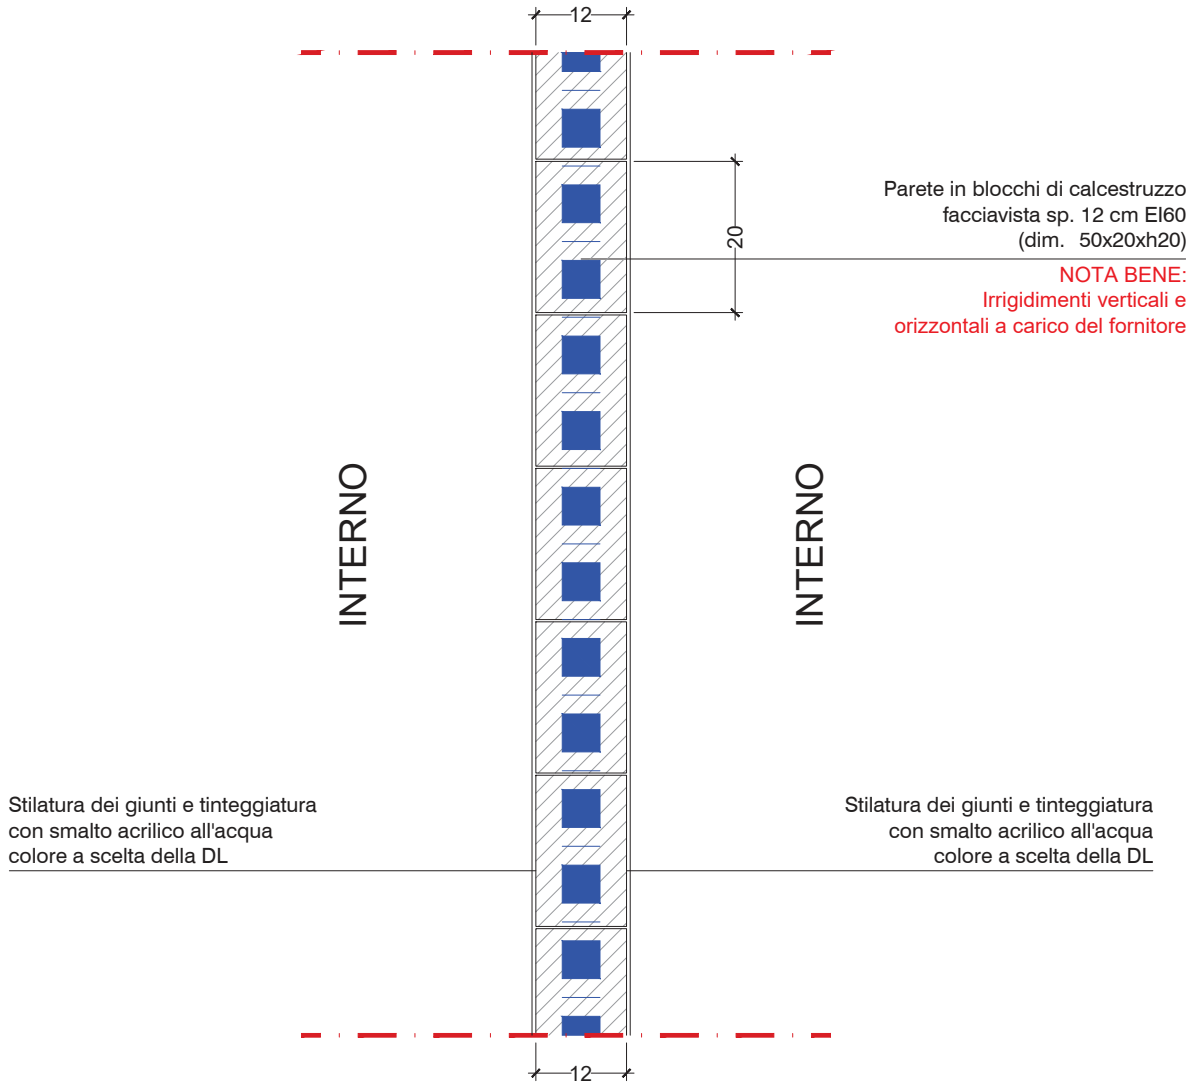 12
Parete in blocchi di calcestruzzo
facciavista sp. 12 cm EI60
(dim. 50x20xh20)
NOTA BENE:
Irrigidimenti verticali e
orizzontali a carico del fornitore
20
INTERNO
INTERNO
Stilatura dei giunti e tinteggiatura
con smalto acrilico all'acqua
colore a scelta della DL
Stilatura dei giunti e tinteggiatura
con smalto acrilico all'acqua
colore a scelta della DL
12